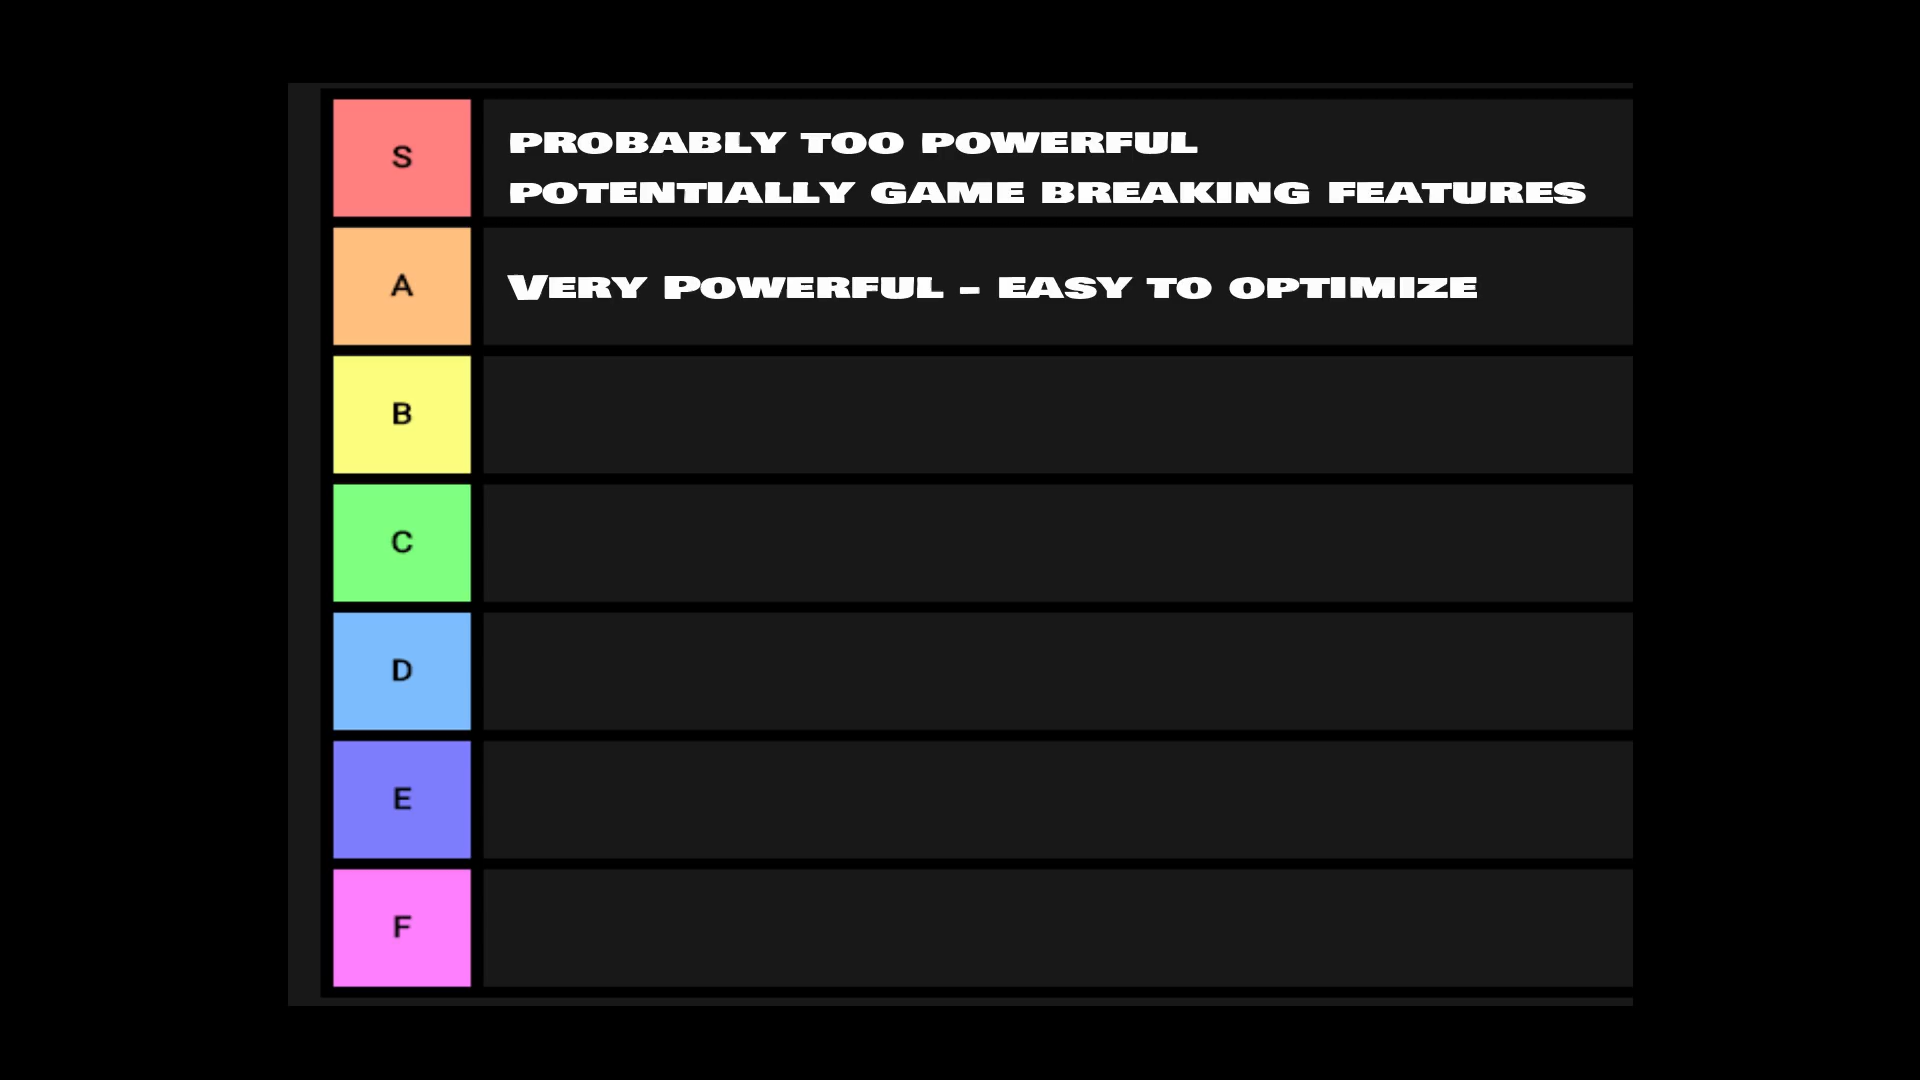 S
PROBABLY TOO POWERFUL
POTENTIALLY GAME BREAKING FEATURES
A
VERY POWERFUL - EASY TO OPTIMIZE
B
C
D
E
F